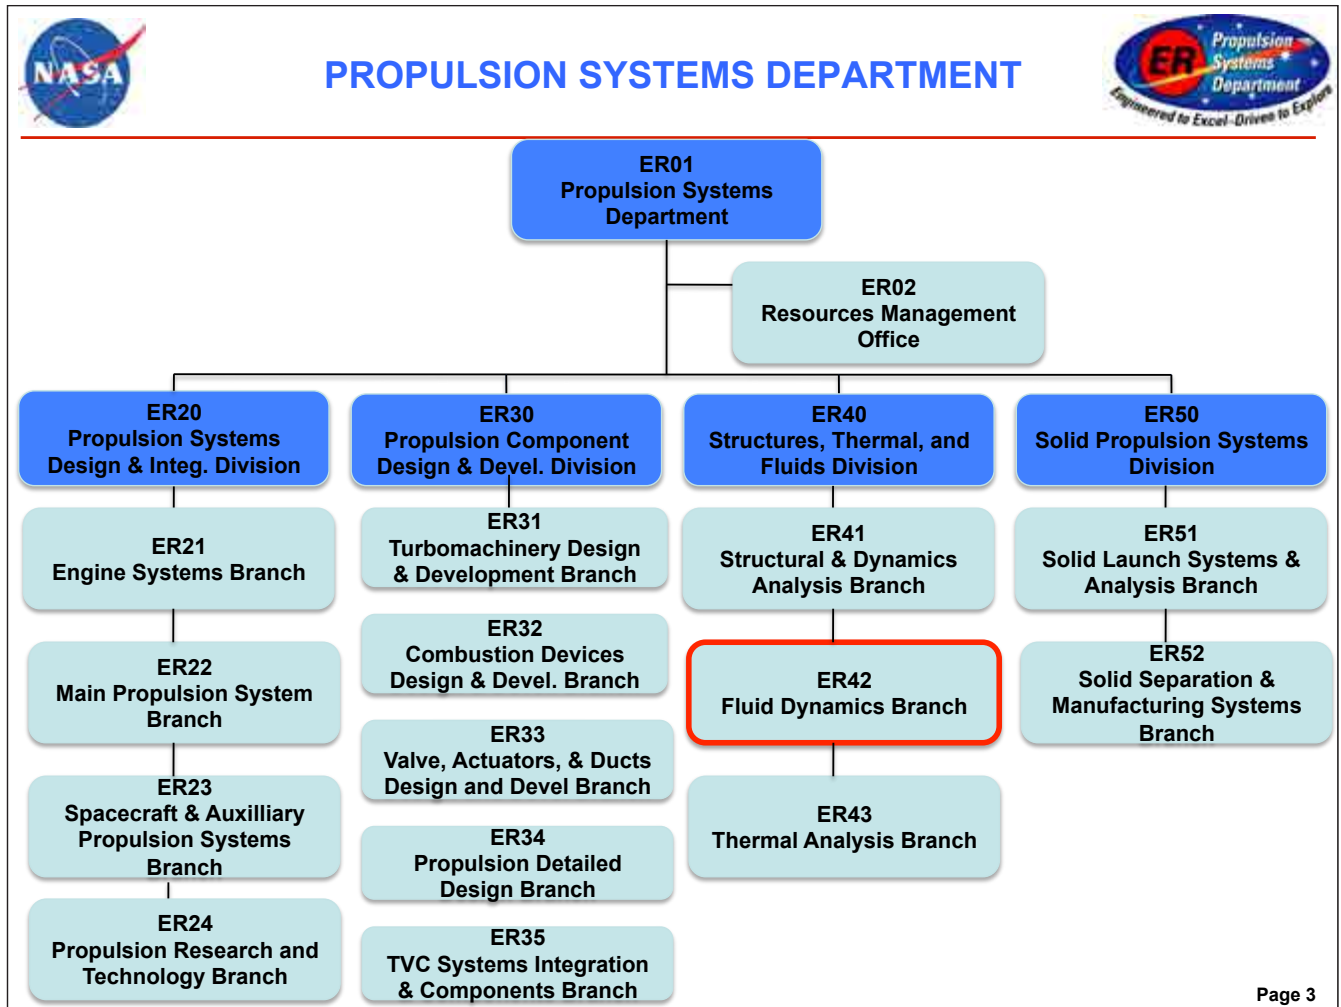 NASA
PROPULSION SYSTEMS DEPARTMENT
ER
Propulsion
Systems
Department
Engineered to Excel-Driven to Explore
ER01
Propulsion Systems
Department
ER02
Resources Management
Office
ER20
Propulsion Systems
Design & Integ. Division
ER30
Propulsion Component
Design & Devel. Division
ER40
Structures, Thermal, and
Fluids Division
ER50
Solid Propulsion Systems
Division
ER21
Engine Systems Branch
ER22
Main Propulsion System
Branch
ER23
Spacecraft & Auxilliary
Propulsion Systems
Branch
ER24
Propulsion Research and
Technology Branch
ER31
Turbomachinery Design
& Development Branch
ER32
Combustion Devices
Design & Devel. Branch
ER33
Valve, Actuators, & Ducts
Design and Devel Branch
ER34
Propulsion Detailed
Design Branch
ER35
TVC Systems Integration
& Components Branch
ER41
Structural & Dynamics
Analysis Branch
ER42
Fluid Dynamics Branch
ER43
Thermal Analysis Branch
ER51
Solid Launch Systems &
Analysis Branch
ER52
Solid Separation &
Manufacturing Systems
Branch
Page 3